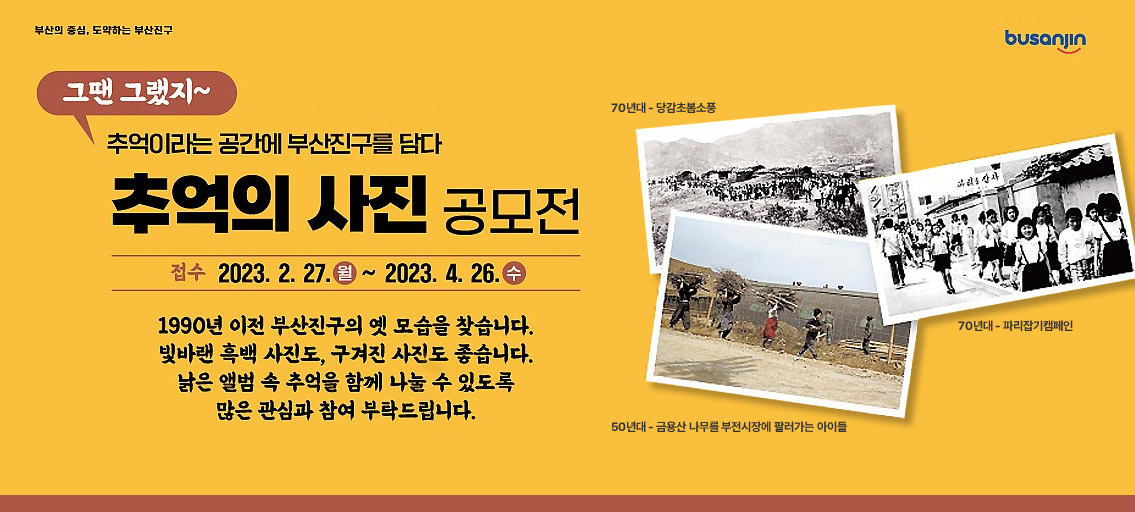 부산의 중심, 도약하는 부산진구
busanjin
그땐 그랬지~
추억이라는 공간에 부산진구를 담다
추억의 사진 공모전
접수 2023. 2. 27.월 ~ 2023. 4. 26.수
1990년 이전 부산진구의 옛 모습을 찾습니다.
빛바랜 흑백 사진도, 구겨진 사진도 좋습니다.
낡은 앨범 속 추억을 함께 나눌 수 있도록
많은 관심과 참여 부탁드립니다.
70년대 - 당감초봄소풍
파리를 잡자
70년대 - 파리잡기캠페인
50년대 - 금용산 나무를 부전시장에 팔러가는 아이들